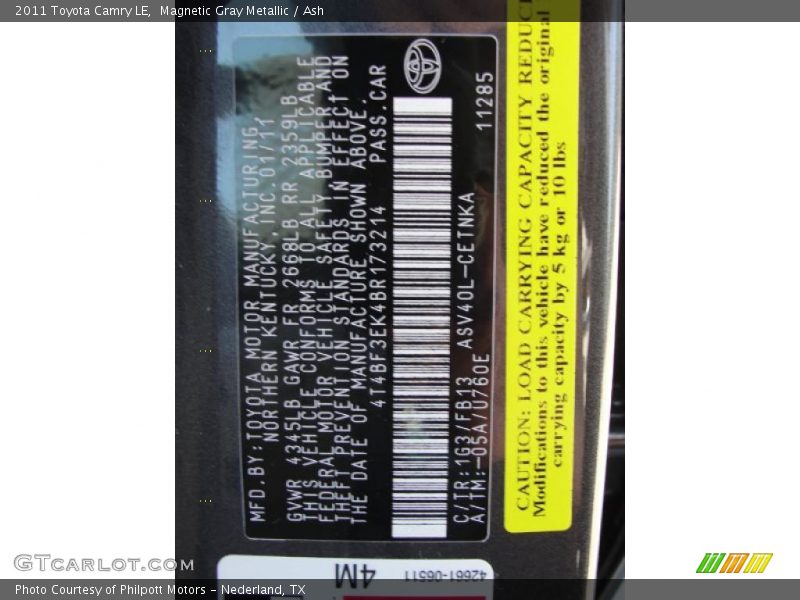 2011 Toyota Camry LE, Magnetic Gray Metallic / Ash
MFD.BY:TOYOTA MOTOR MANUFACTURING
NORTHERN KENTUCKY, INC.01/11
GVWR 4345LB GAWR FR 2668LB RR 2359LB
THIS VEHICLE CONFORMS TO ALL APPLICABLE
FEDERAL MOTOR VEHICLE SAFETY BUMPER AND
THEFT PREVENTION STANDARDS IN EFFECT ON
THE DATE OF MANUFACTURE SHOWN ABOVE.
4T4BF3EK4BR173214 PASS.CAR
C/TR:1G3/FB13 ASV40L-CETNKA 11285
A/TM:-05A/U760E
CAUTION: LOAD CARRYING CAPACITY REDUCT
Modifications to this vehicle have reduced the original
carrying capacity by 5 kg or 10 lbs
4M 42661-06511
GTcarlot.com
Photo Courtesy of Philpott Motors - Nederland, TX